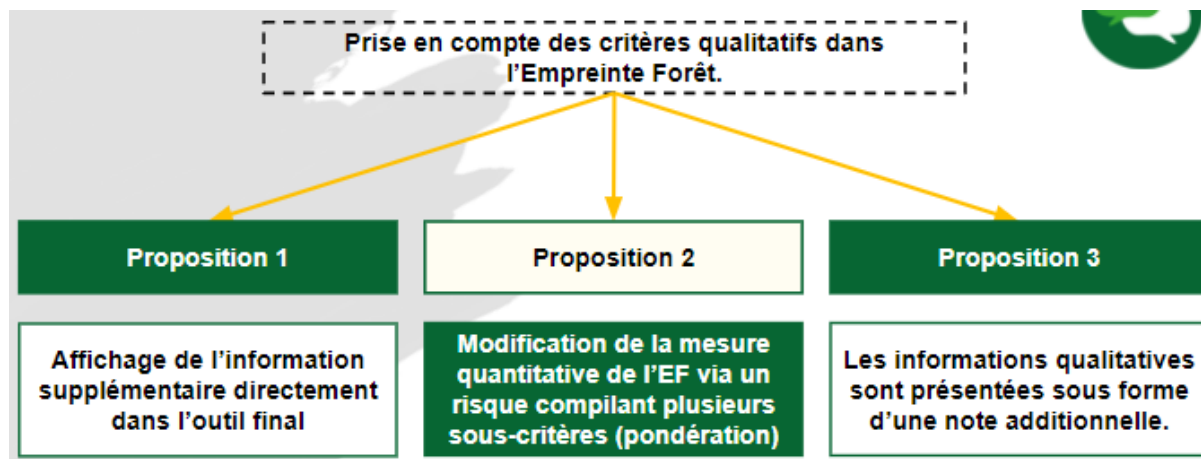 Prise en compte des critères qualitatifs dans
l'Empreinte Forêt.
Proposition 1
Proposition 2
Proposition 3
Affichage de l'information
supplémentaire directement
dans l'outil final
Modification de la mesure
quantitative de l'EF via un
risque compilant plusieurs
sous-critères (pondération)
Les informations qualitatives
sont présentées sous forme
d'une note additionnelle.